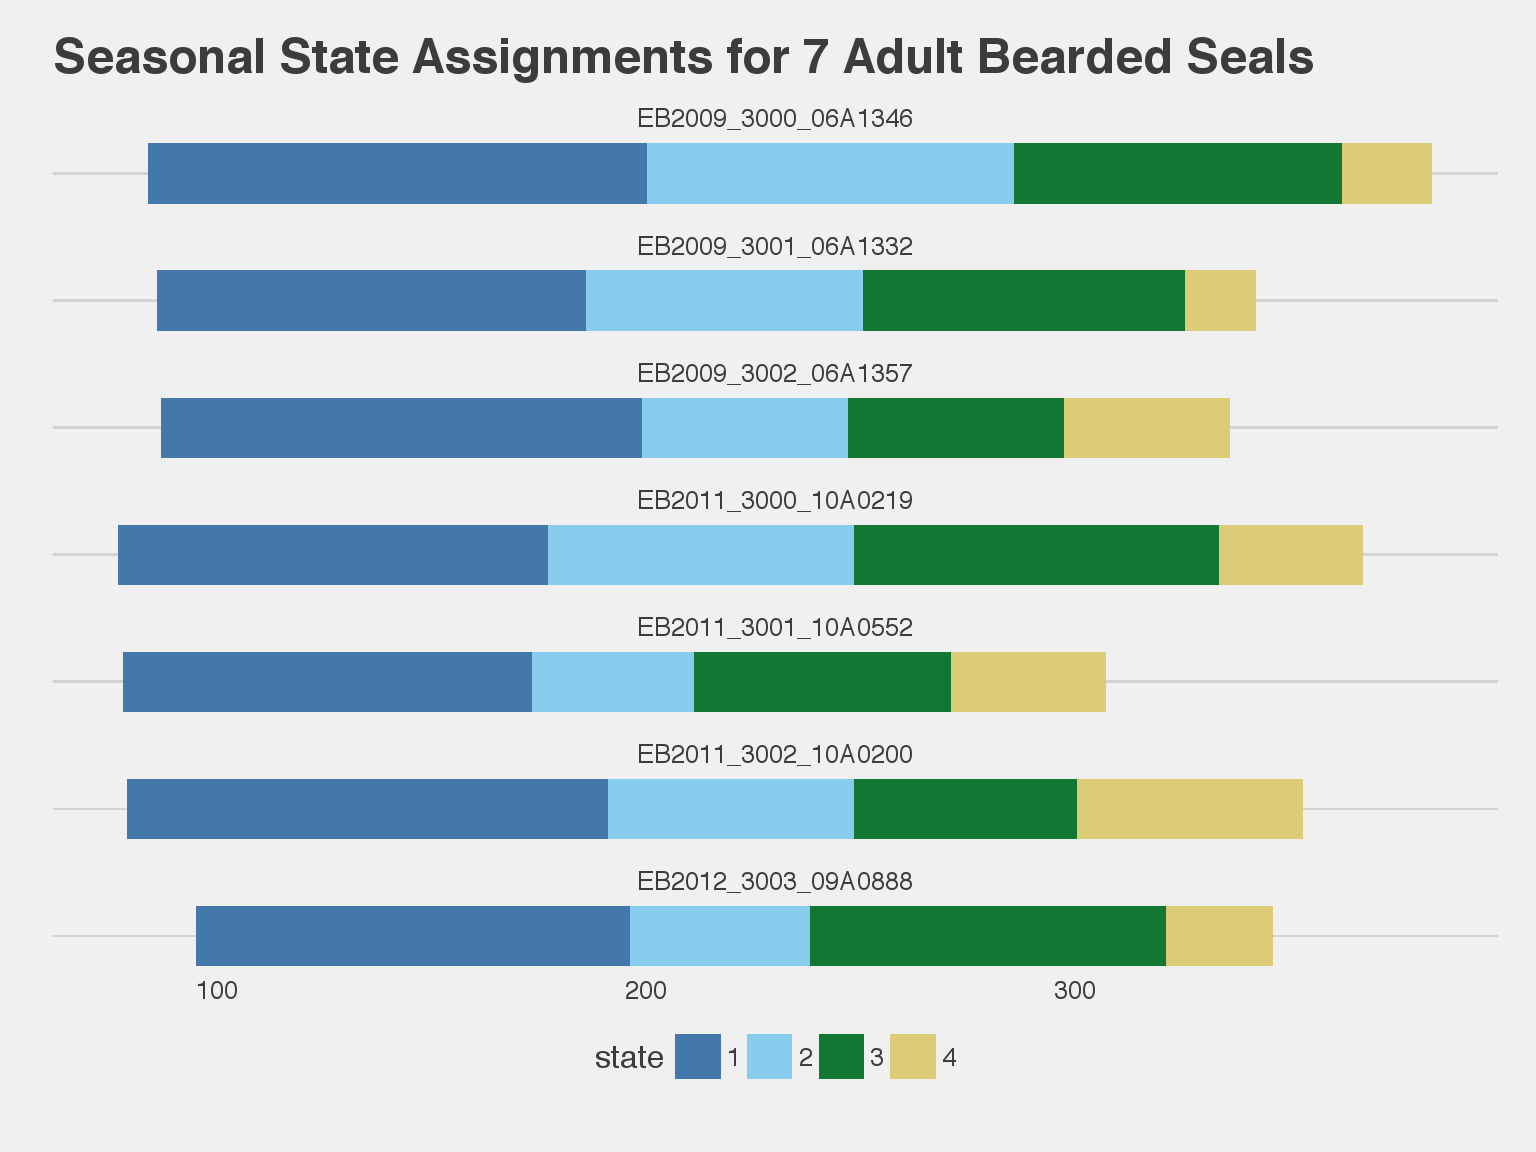 Seasonal State Assignments for 7 Adult Bearded Seals
EB2009_3000_06A1346
EB2009_3001_06A1332
EB2009_3002_06A1357
EB2011_3000_10A0219
EB2011_3001_10A0552
EB2011_3002_10A0200
EB2012_3003_09A0888
100 200 300
state 1 2 3 4